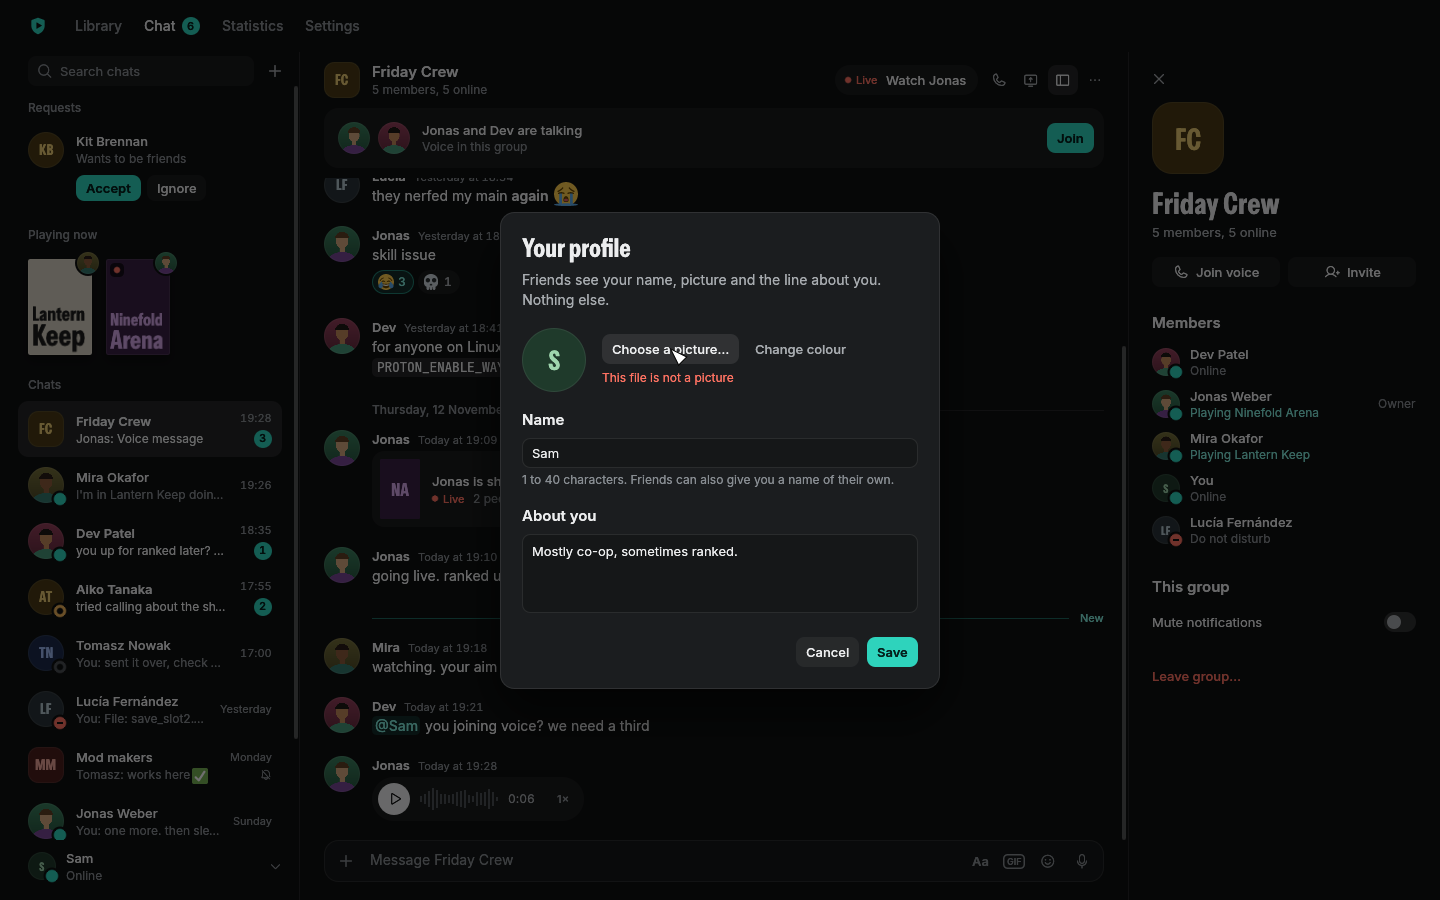 Library
Chat 6
Statistics
Settings
Search chats
Requests
KB
Kit Brennan
Wants to be friends
Accept
Ignore
Playing now
Lantern
Keep
Ninefold
Arena
Chats
FC
Friday Crew
19:28
Jonas: Voice message
3
Mira Okafor
I'm in Lantern Keep doin...
19:26
Dev Patel
18:35
you up for ranked later? ...
1
AT
Aiko Tanaka
17:55
tried calling about the sh...
2
TN
Tomasz Nowak
You: sent it over, check ...
17:00
LF
Lucía Fernández
You: File: save_slot2....
Yesterday
MM
Mod makers
Monday
Tomasz: works here
Jonas Weber
You: one more. then sle...
Sunday
S
Sam
Online
FC
Friday Crew
5 members, 5 online
Live Watch Jonas
Jonas and Dev are talking
Voice in this group
Join
LF
they nerfed my main again
Jonas Yesterday at 18
skill issue
3
1
Dev Yesterday at 18:41
for anyone on Linux
PROTON_ENABLE_WAY
Thursday, 12 Novembe
Jonas Today at 19:09
NA
Jonas is sh
Live 2 pe
Jonas Today at 19:10
going live. ranked u
New
Mira Today at 19:18
watching. your aim
Dev Today at 19:21
@Sam you joining voice? we need a third
Jonas Today at 19:28
0:06
1×
Message Friday Crew
Aa
GIF
Your profile
Friends see your name, picture and the line about you.
Nothing else.
S
Choose a picture...
Change colour
This file is not a picture
Name
Sam
1 to 40 characters. Friends can also give you a name of their own.
About you
Mostly co-op, sometimes ranked.
Cancel
Save
FC
Friday Crew
5 members, 5 online
Join voice
Invite
Members
Dev Patel
Online
Jonas Weber
Playing Ninefold Arena
Owner
Mira Okafor
Playing Lantern Keep
S
You
Online
LF
Lucía Fernández
Do not disturb
This group
Mute notifications
Leave group...